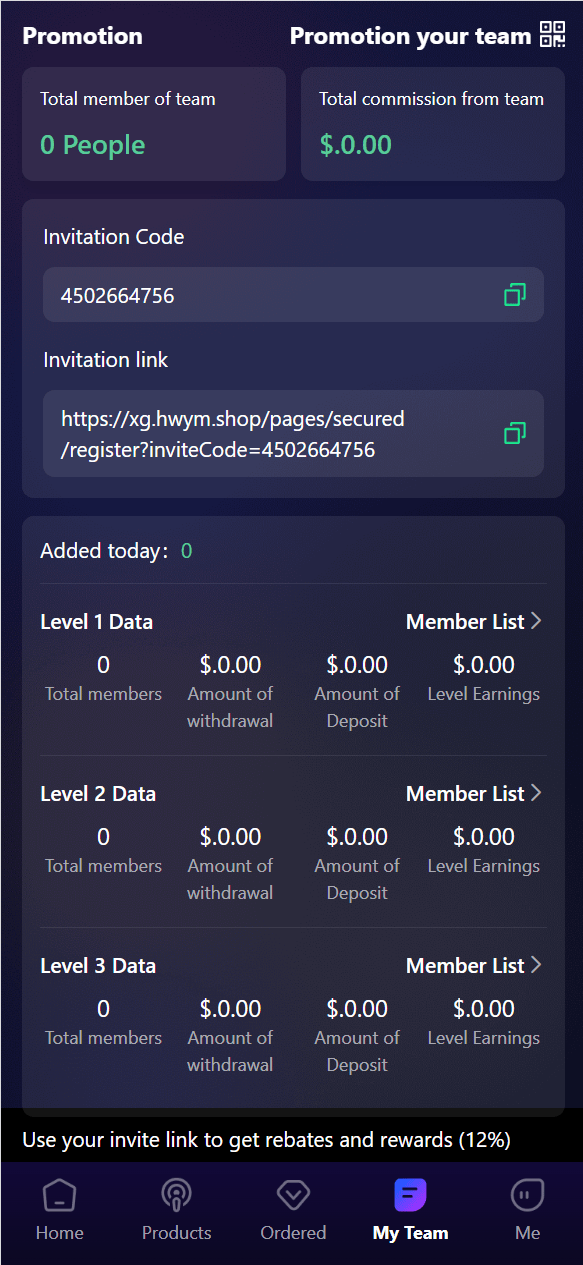 Promotion
Promotion your team
Total member of team
0 People
Total commission from team
$.0.00
Invitation Code
4502664756
Invitation link
https://xg.hwym.shop/pages/secured
/register?inviteCode=4502664756
Added today: 0
Level 1 Data
Member List
0
Total members
$.0.00
Amount of
withdrawal
$.0.00
Amount of
Deposit
$.0.00
Level Earnings
Level 2 Data
Member List
0
Total members
$.0.00
Amount of
withdrawal
$.0.00
Amount of
Deposit
$.0.00
Level Earnings
Level 3 Data
Member List
0
Total members
$.0.00
Amount of
withdrawal
$.0.00
Amount of
Deposit
$.0.00
Level Earnings
Use your invite link to get rebates and rewards (12%)
Home
Products
Ordered
My Team
Me